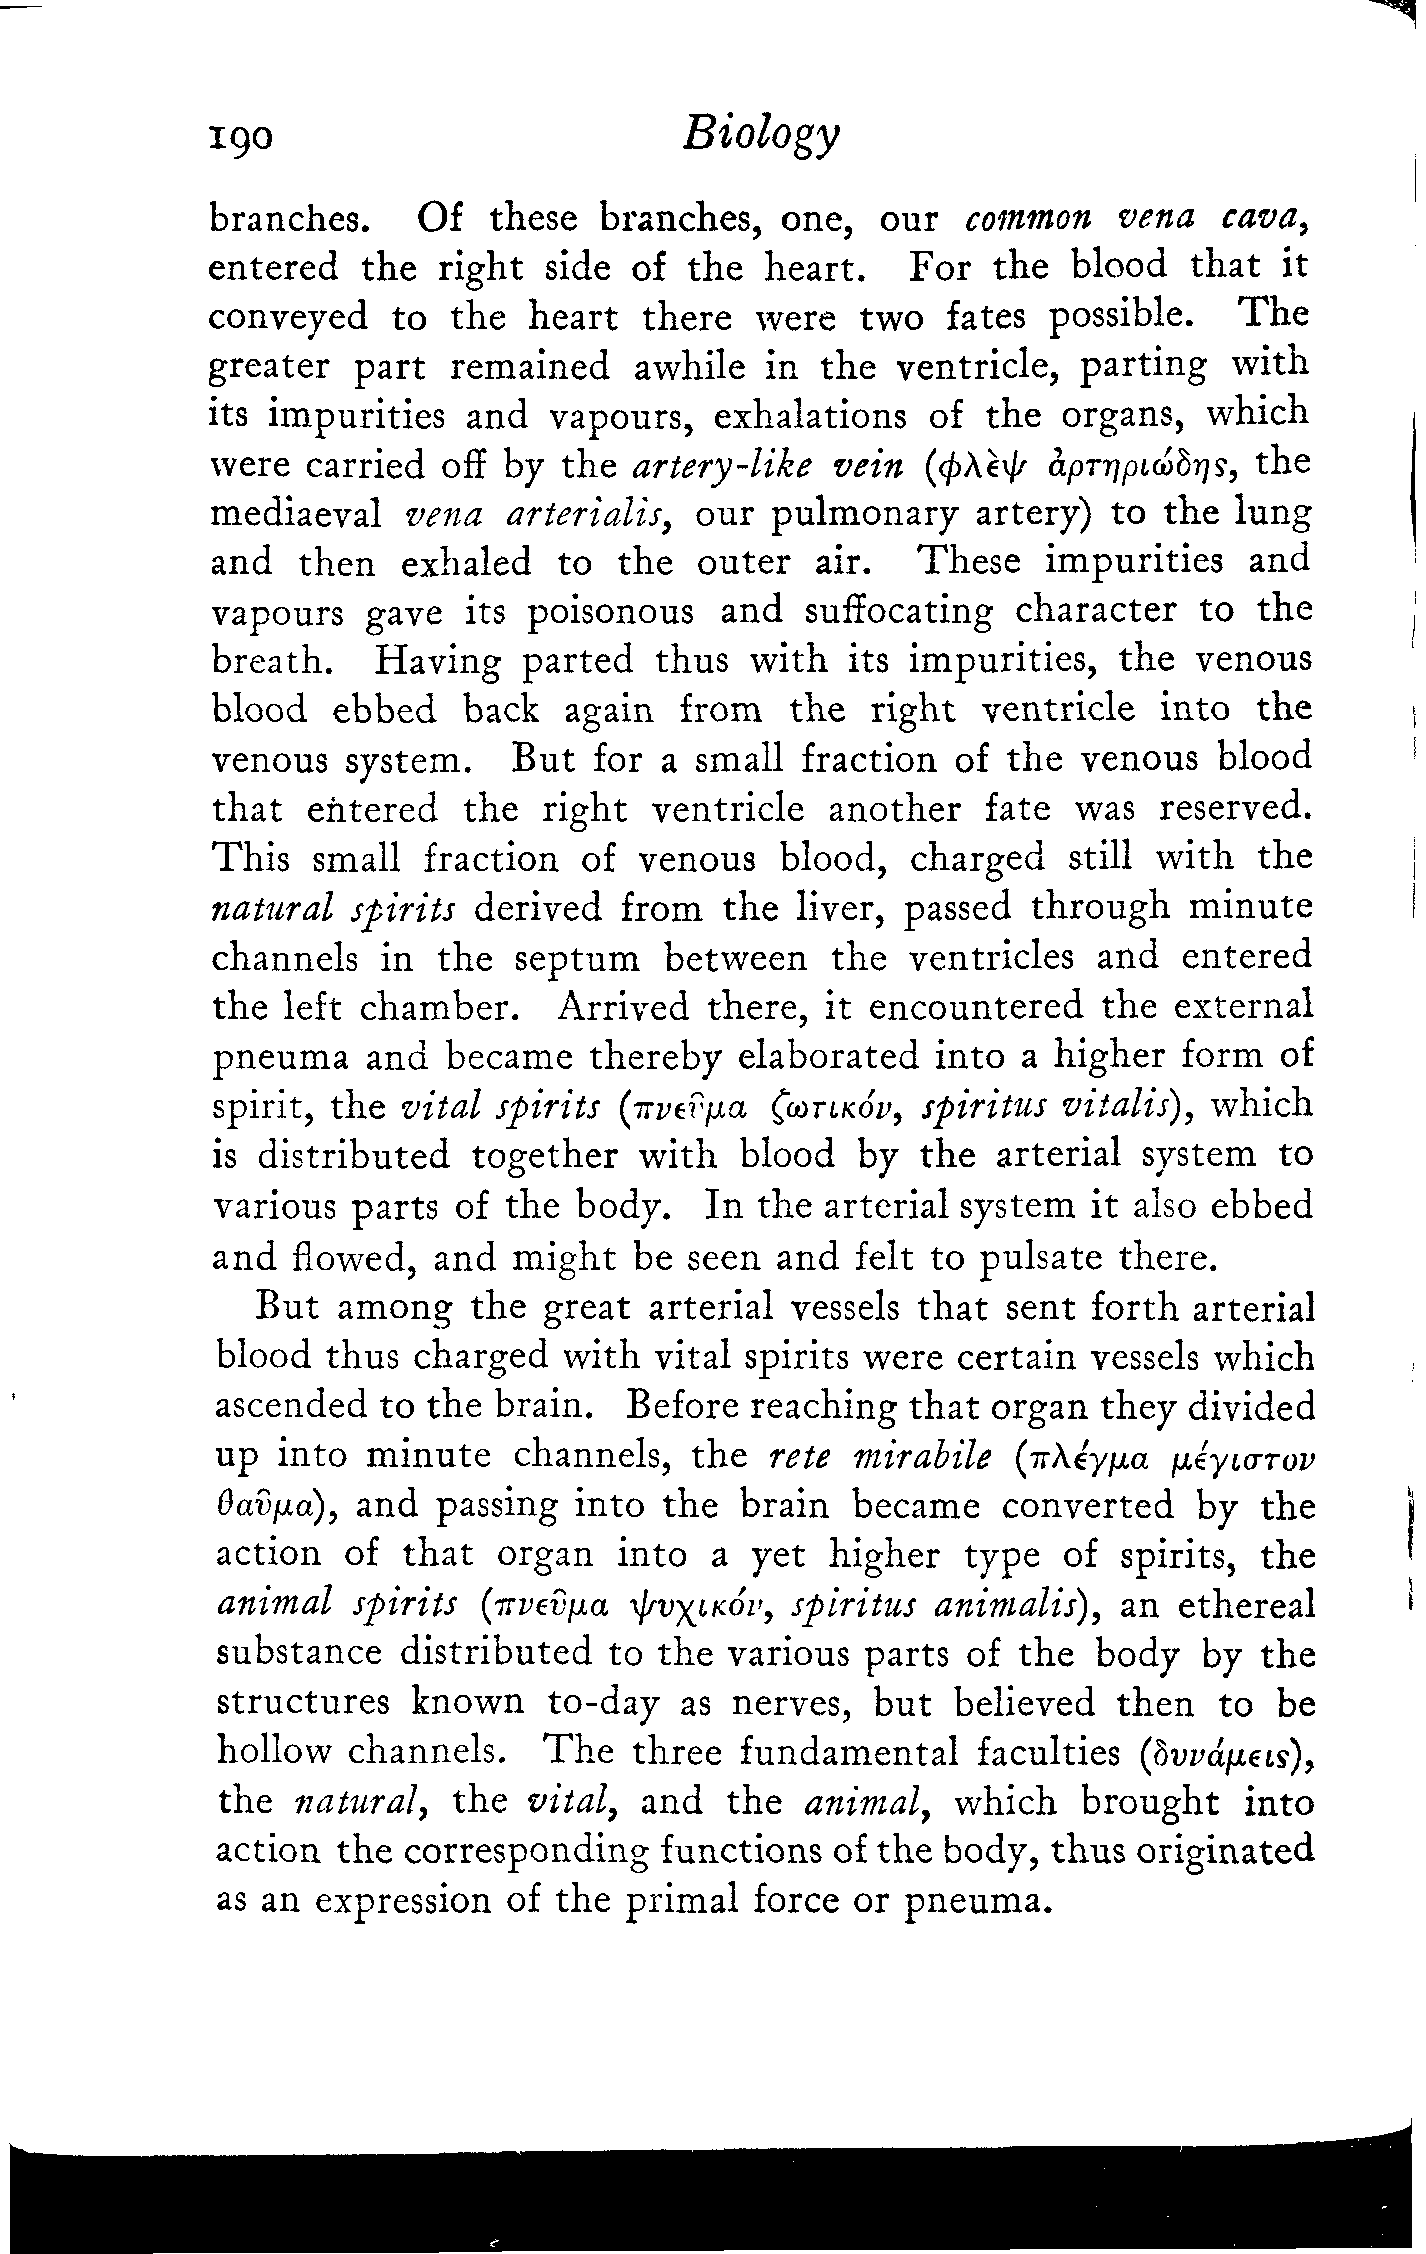 190 Biology
branches. Of these branches, one, our common vena cava,
entered the right side of the heart. For the blood that it
conveyed to the heart there were two fates possible. The
greater part remained awhile in the ventricle, parting with
its impurities and vapours, exhalations of the organs, which
were carried off by the artery-like vein (φλὲψ ἀρτηριώδης, the
mediaeval vena arterialis, our pulmonary artery) to the lung
and then exhaled to the outer air. These impurities and
vapours gave its poisonous and suffocating character to the
breath. Having parted thus with its impurities, the venous
blood ebbed back again from the right ventricle into the
venous system. But for a small fraction of the venous blood
that entered the right ventricle another fate was reserved.
This small fraction of venous blood, charged still with the
natural spirits derived from the liver, passed through minute
channels in the septum between the ventricles and entered
the left chamber. Arrived there, it encountered the external
pneuma and became thereby elaborated into a higher form of
spirit, the vital spirits (πνεῦμα ζωτικόν, spiritus vitalis), which
is distributed together with blood by the arterial system to
various parts of the body. In the arterial system it also ebbed
and flowed, and might be seen and felt to pulsate there.
But among the great arterial vessels that sent forth arterial
blood thus charged with vital spirits were certain vessels which
ascended to the brain. Before reaching that organ they divided
up into minute channels, the rete mirabile (πλέγμα μέγιστον
θαῦμα), and passing into the brain became converted by the
action of that organ into a yet higher type of spirits, the
animal spirits (πνεῦμα ψυχικόν, spiritus animalis), an ethereal
substance distributed to the various parts of the body by the
structures known to-day as nerves, but believed then to be
hollow channels. The three fundamental faculties (δυνάμεις),
the natural, the vital, and the animal, which brought into
action the corresponding functions of the body, thus originated
as an expression of the primal force or pneuma.